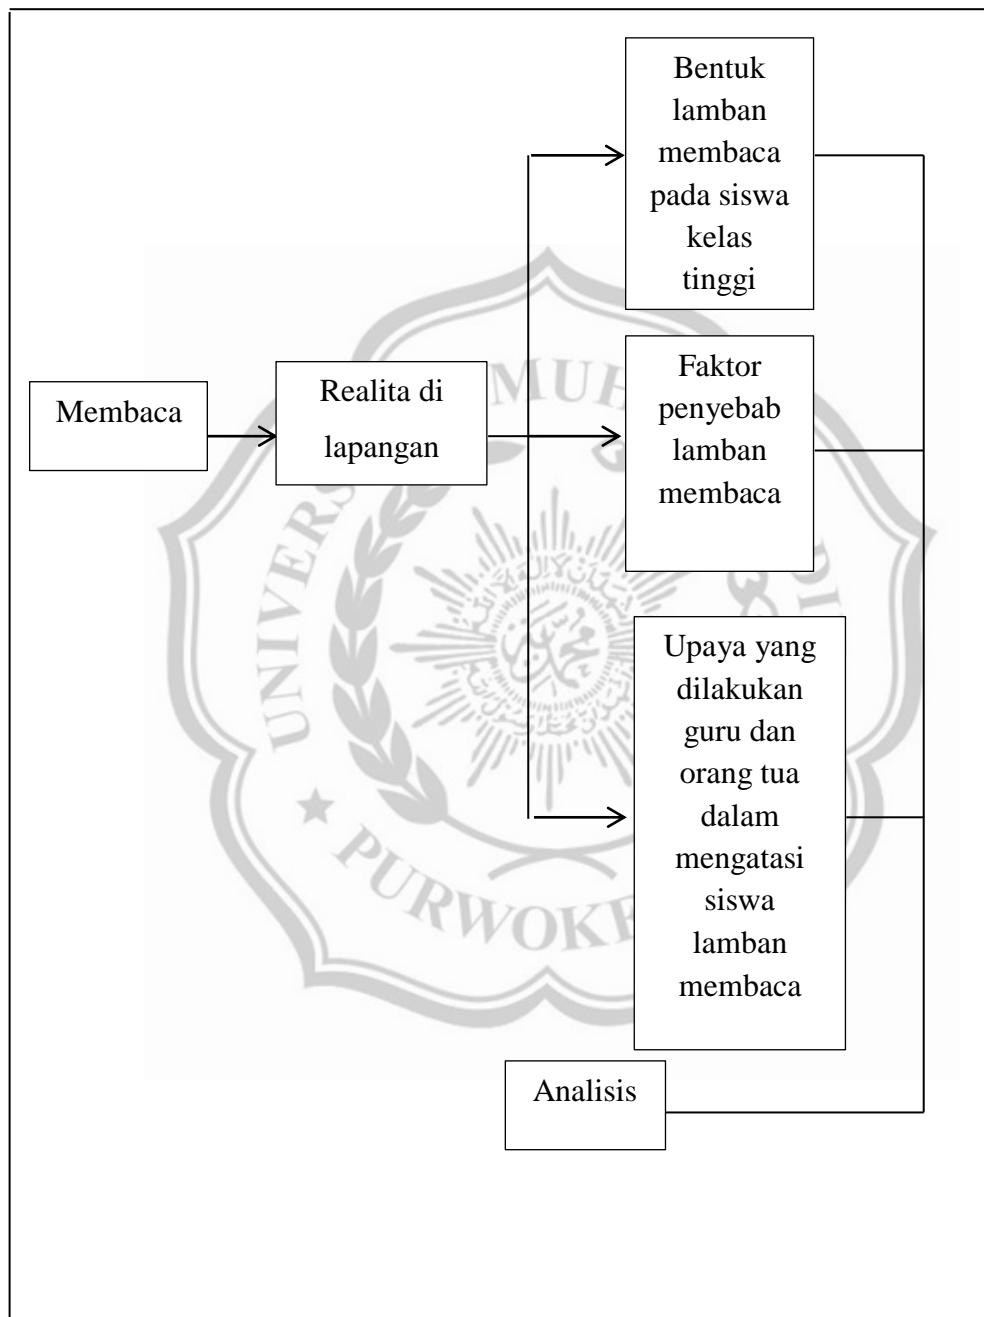 Bentuk
lamban
membaca
pada siswa
kelas
tinggi
Membaca
Realita di
lapangan
Faktor
penyebab
lamban
membaca
Upaya yang
dilakukan
guru dan
orang tua
dalam
mengatasi
siswa
lamban
membaca
Analisis